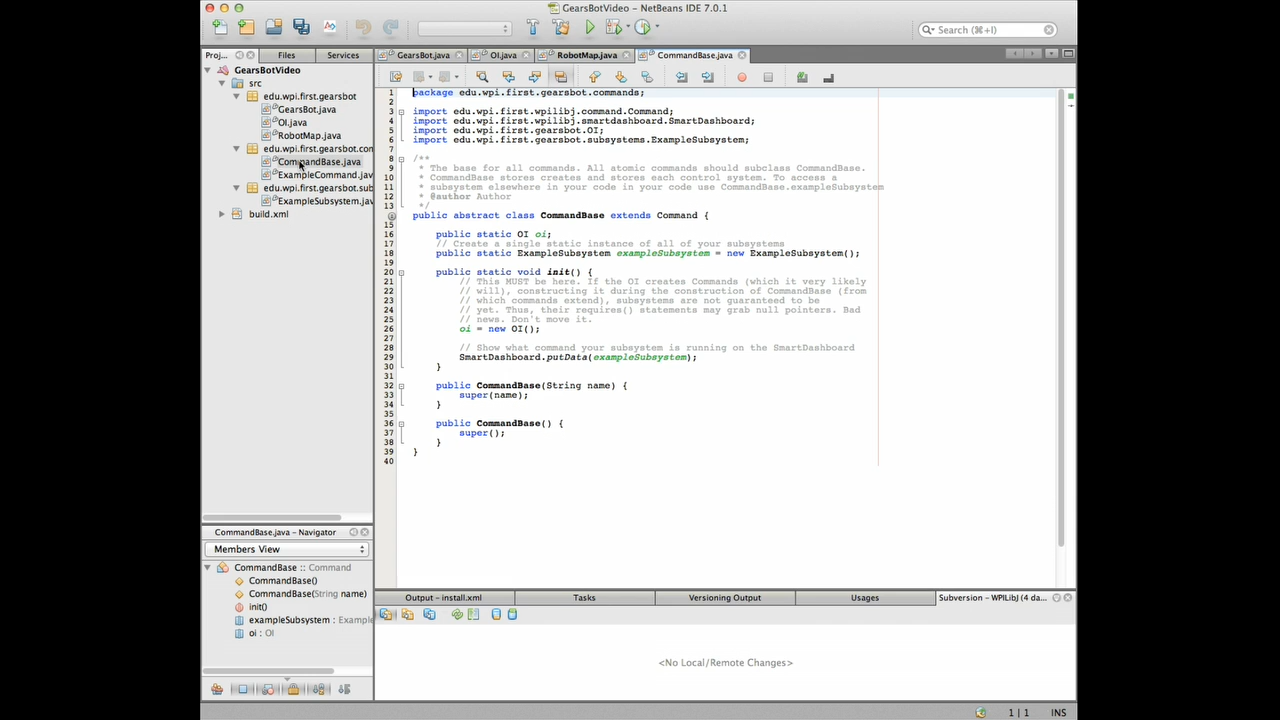 GearsBotVideo – NetBeans IDE 7.0.1
Search (⌘+I)
Proj...
Files
Services
GearsBot.java
OI.java
RobotMap.java
CommandBase.java
GearsBotVideo
src
edu.wpi.first.gearsbot
GearsBot.java
OI.java
RobotMap.java
edu.wpi.first.gearsbot.com
CommandBase.java
ExampleCommand.jav
edu.wpi.first.gearsbot.sub
ExampleSubsystem.jav
build.xml
1 package edu.wpi.first.gearsbot.commands;
2
3 import edu.wpi.first.wpilibj.command.Command;
4 import edu.wpi.first.wpilibj.smartdashboard.SmartDashboard;
5 import edu.wpi.first.gearsbot.OI;
6 import edu.wpi.first.gearsbot.subsystems.ExampleSubsystem;
7
8 /**
9 * The base for all commands. All atomic commands should subclass CommandBase.
10 * CommandBase stores creates and stores each control system. To access a
11 * subsystem elsewhere in your code in your code use CommandBase.exampleSubsystem
12 * @author Author
13 */
public abstract class CommandBase extends Command {
15
16 public static OI oi;
17 // Create a single static instance of all of your subsystems
18 public static ExampleSubsystem exampleSubsystem = new ExampleSubsystem();
19
20 public static void init() {
21 // This MUST be here. If the OI creates Commands (which it very likely
22 // will), constructing it during the construction of CommandBase (from
23 // which commands extend), subsystems are not guaranteed to be
24 // yet. Thus, their requires() statements may grab null pointers. Bad
25 // news. Don't move it.
26 oi = new OI();
27
28 // Show what command your subsystem is running on the SmartDashboard
29 SmartDashboard.putData(exampleSubsystem);
30 }
31
32 public CommandBase(String name) {
33 super(name);
34 }
35
36 public CommandBase() {
37 super();
38 }
39 }
40
CommandBase.java – Navigator
Members View
CommandBase :: Command
CommandBase()
CommandBase(String name)
init()
exampleSubsystem : Example
oi : OI
Output – install.xml
Tasks
Versioning Output
Usages
Subversion – WPILibJ (4 da...
<No Local/Remote Changes>
1 | 1
INS